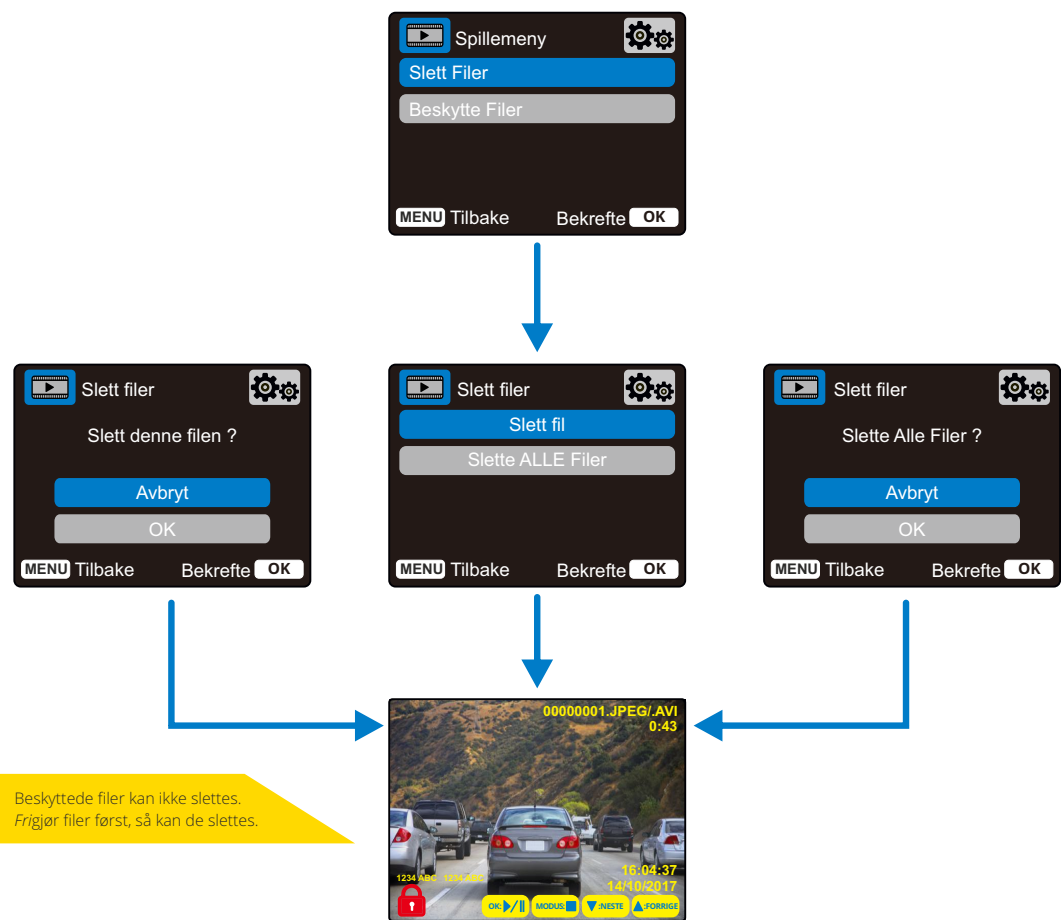 Spillemeny
Slett Filer
Beskytte Filer
MENU Tilbake Bekrefte OK
Slett filer
Slett denne filen ?
Avbryt
OK
MENU Tilbake Bekrefte OK
Slett filer
Slett fil
Slette ALLE Filer
MENU Tilbake Bekrefte OK
Slett filer
Slette Alle Filer ?
Avbryt
OK
MENU Tilbake Bekrefte OK
00000001.JPEG/.AVI
0:43
Beskyttede filer kan ikke slettes.
Frigjør filer først, så kan de slettes.
1234 ABC 1234 ABC
16:04:37
14/10/2017
OK: MODUS: :NESTE :FORRIGE